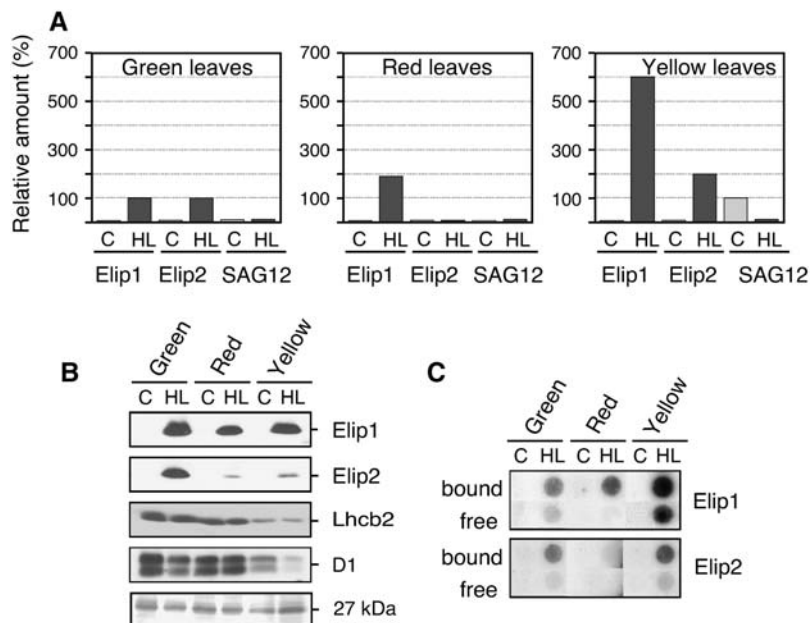 A
Relative amount (%)
700
500
300
100
Green leaves
C HL C HL C HL
Elip1 Elip2 SAG12
700
500
300
100
Red leaves
C HL C HL C HL
Elip1 Elip2 SAG12
700
500
300
100
Yellow leaves
C HL C HL C HL
Elip1 Elip2 SAG12
B
Green Red Yellow
C HL C HL C HL
Elip1
Elip2
Lhcb2
D1
27 kDa
C
Green Red Yellow
C HL C HL C HL
bound
free
Elip1
bound
free
Elip2